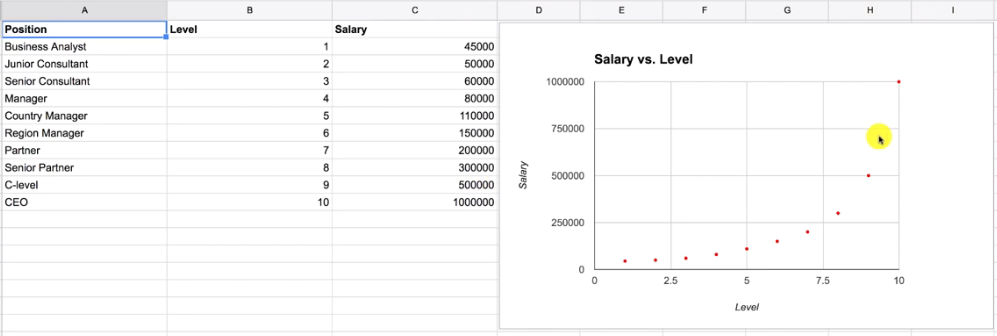 A B C D E F G H I
Position Level Salary
Business Analyst 1 45000
Junior Consultant 2 50000
Senior Consultant 3 60000
Manager 4 80000
Country Manager 5 110000
Region Manager 6 150000
Partner 7 200000
Senior Partner 8 300000
C-level 9 500000
CEO 10 1000000
Salary vs. Level
1000000
750000
500000
250000
0
Salary
0 2.5 5 7.5 10
Level